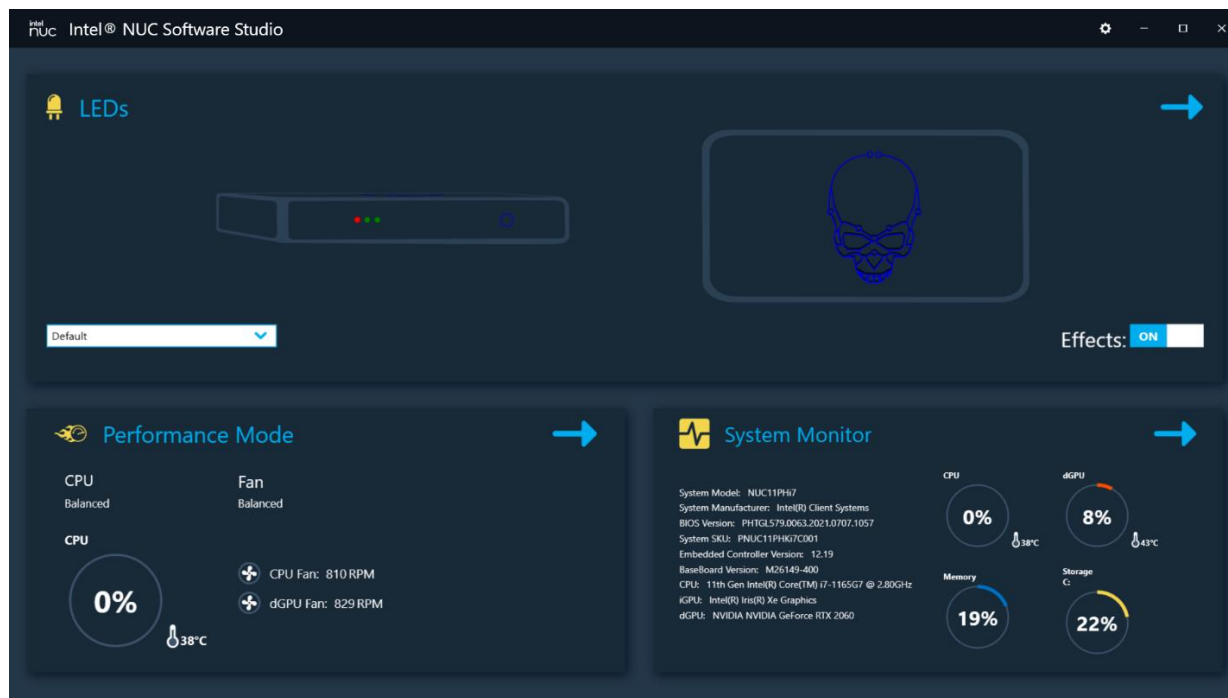 intel
nuc Intel® NUC Software Studio
LEDs
Default
Effects: ON
Performance Mode
CPU
Balanced
Fan
Balanced
CPU
0%
38°C
CPU Fan: 810 RPM
dGPU Fan: 829 RPM
System Monitor
System Model: NUC11PHi7
System Manufacturer: Intel(R) Client Systems
BIOS Version: PHTGL579.0063.2021.0707.1057
System SKU: PNUC11PHKi7C001
Embedded Controller Version: 12.19
BaseBoard Version: M26149-400
CPU: 11th Gen Intel(R) Core(TM) i7-1165G7 @ 2.80GHz
iGPU: Intel(R) Iris(R) Xe Graphics
dGPU: NVIDIA NVIDIA GeForce RTX 2060
CPU
0%
38°C
dGPU
8%
43°C
Memory
19%
Storage
C:
22%